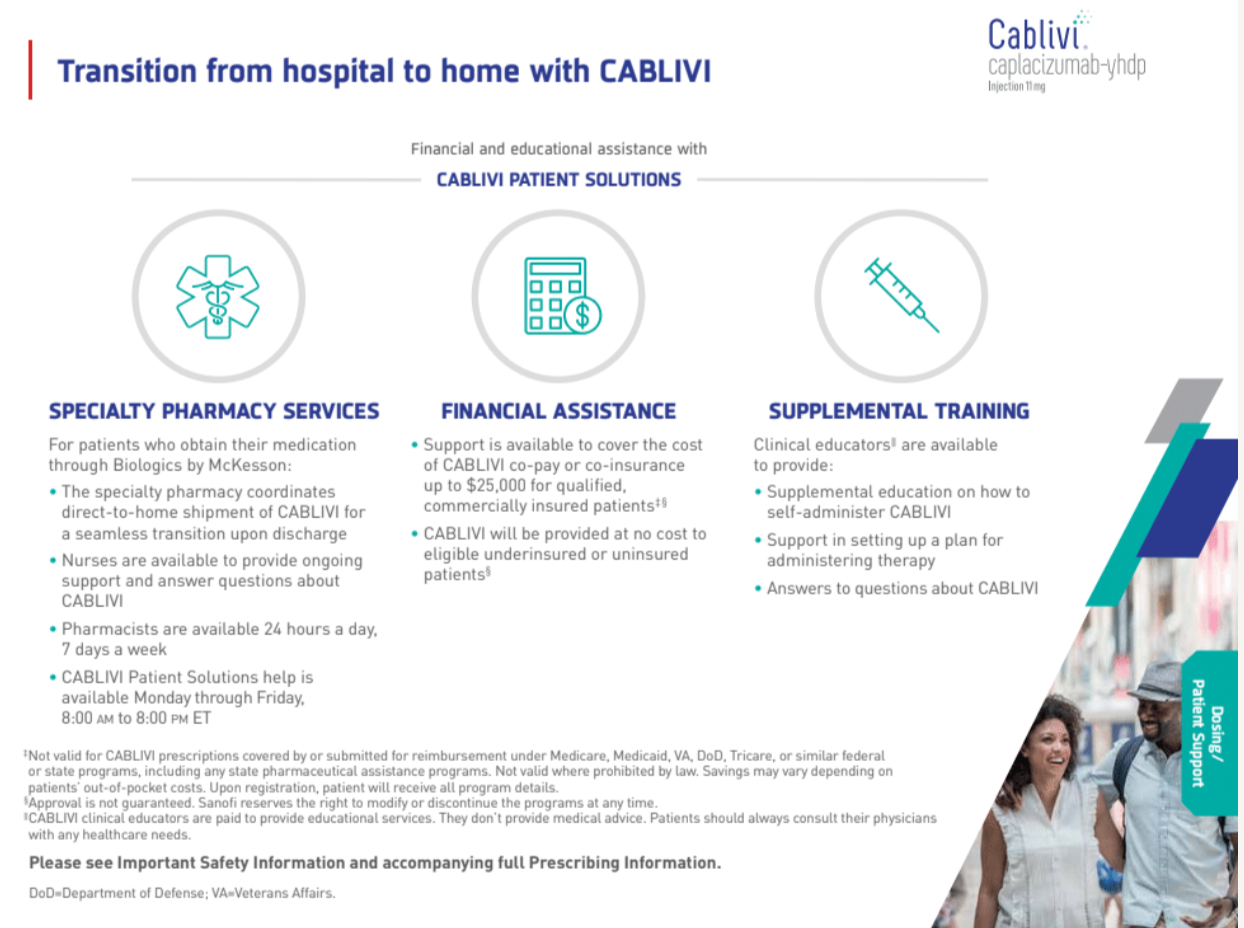 Transition from hospital to home with CABLIVI
Cablivi®
caplacizumab-yhdp
Injection 11 mg
Financial and educational assistance with
CABLIVI PATIENT SOLUTIONS
SPECIALTY PHARMACY SERVICES
For patients who obtain their medication
through Biologics by McKesson:
• The specialty pharmacy coordinates
direct-to-home shipment of CABLIVI for
a seamless transition upon discharge
• Nurses are available to provide ongoing
support and answer questions about
CABLIVI
• Pharmacists are available 24 hours a day,
7 days a week
• CABLIVI Patient Solutions help is
available Monday through Friday,
8:00 AM to 8:00 PM ET
$
FINANCIAL ASSISTANCE
• Support is available to cover the cost
of CABLIVI co-pay or co-insurance
up to $25,000 for qualified,
commercially insured patients‡§
• CABLIVI will be provided at no cost to
eligible underinsured or uninsured
patients§
SUPPLEMENTAL TRAINING
Clinical educators‖ are available
to provide:
• Supplemental education on how to
self-administer CABLIVI
• Support in setting up a plan for
administering therapy
• Answers to questions about CABLIVI
Dosing/
Patient Support
‡Not valid for CABLIVI prescriptions covered by or submitted for reimbursement under Medicare, Medicaid, VA, DoD, Tricare, or similar federal
or state programs, including any state pharmaceutical assistance programs. Not valid where prohibited by law. Savings may vary depending on
patients' out-of-pocket costs. Upon registration, patient will receive all program details.
§Approval is not guaranteed. Sanofi reserves the right to modify or discontinue the programs at any time.
‖CABLIVI clinical educators are paid to provide educational services. They don't provide medical advice. Patients should always consult their physicians
with any healthcare needs.
Please see Important Safety Information and accompanying full Prescribing Information.
DoD=Department of Defense; VA=Veterans Affairs.